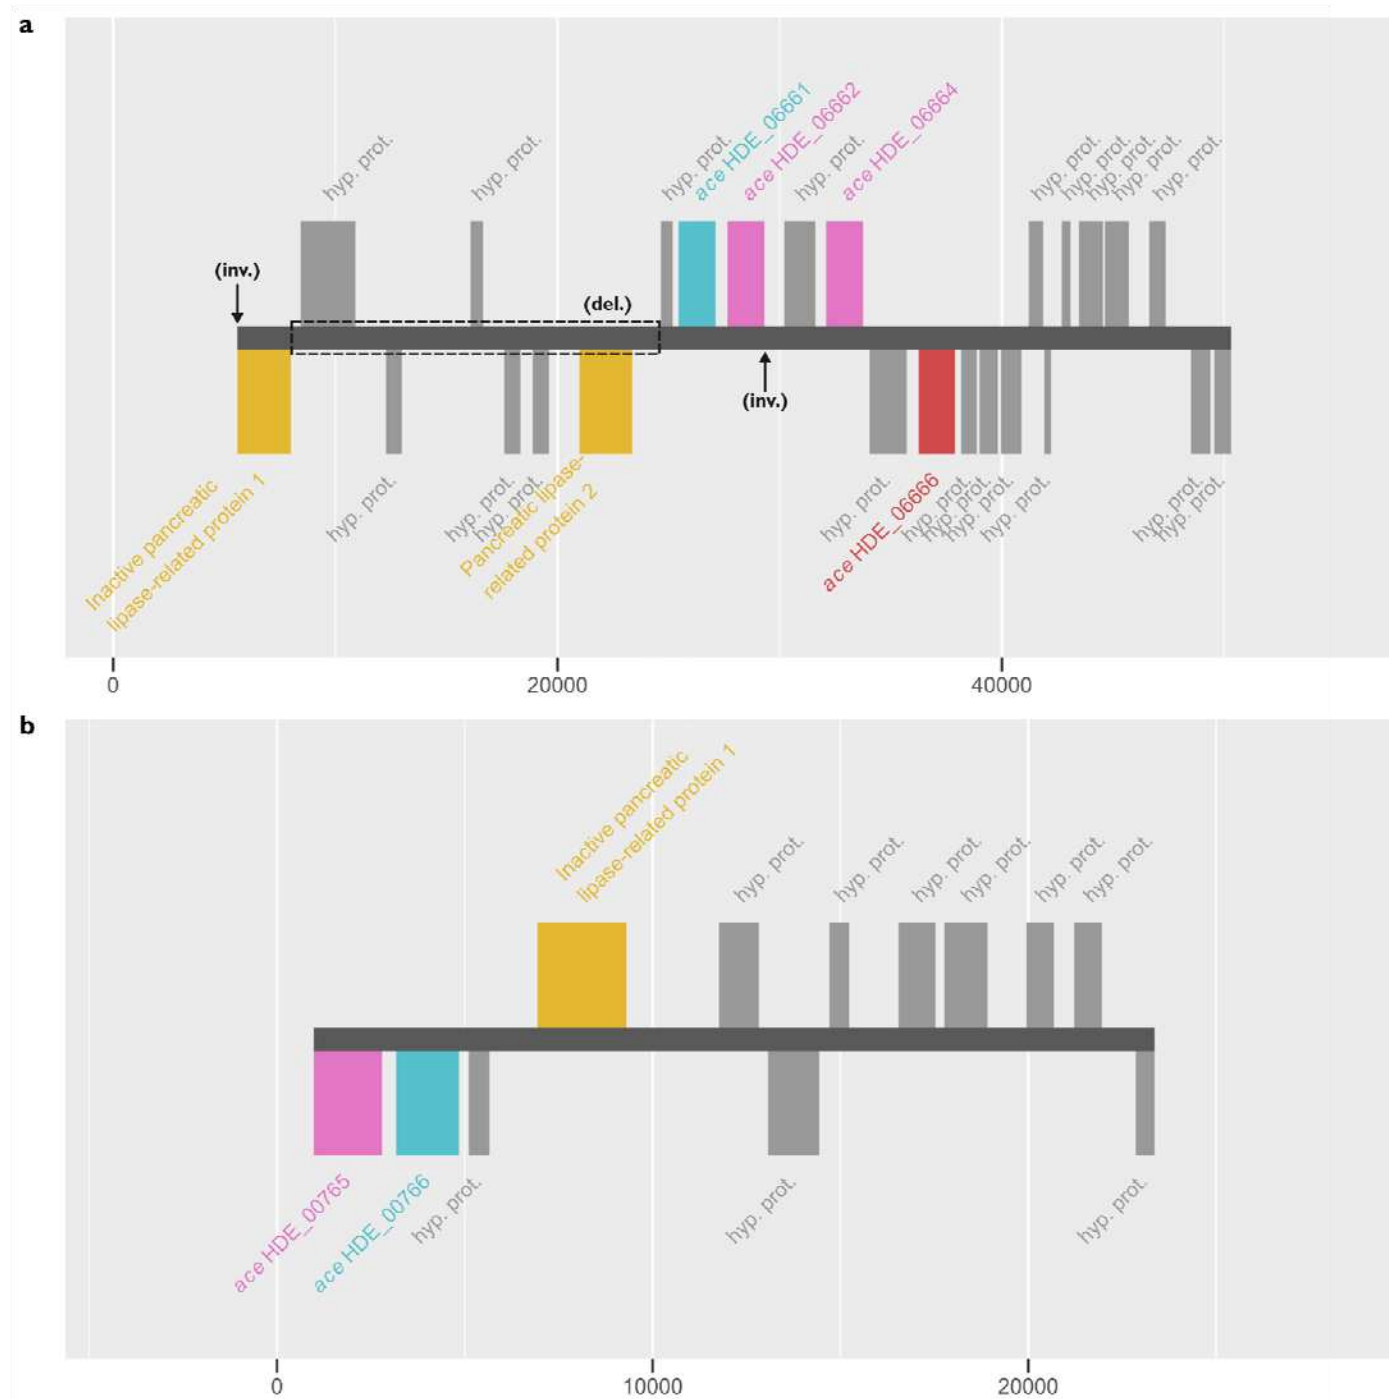 a
hyp. prot.
hyp. prot.
hyp. prot.
ace HDE_06661
ace HDE_06662
hyp. prot.
ace HDE_06664
hyp. prot.
hyp. prot.
hyp. prot.
hyp. prot.
hyp. prot.
(inv.)
(del.)
(inv.)
Inactive pancreatic
lipase-related protein 1
hyp. prot.
hyp. prot.
hyp. prot.
Pancreatic lipase-
related protein 2
hyp. prot.
ace HDE_06666
hyp. prot.
hyp. prot.
hyp. prot.
hyp. prot.
hyp. prot.
hyp. prot.
0
20000
40000
b
Inactive pancreatic
lipase-related protein 1
hyp. prot.
hyp. prot.
hyp. prot.
hyp. prot.
hyp. prot.
hyp. prot.
ace HDE_00765
ace HDE_00766
hyp. prot.
hyp. prot.
hyp. prot.
0
10000
20000